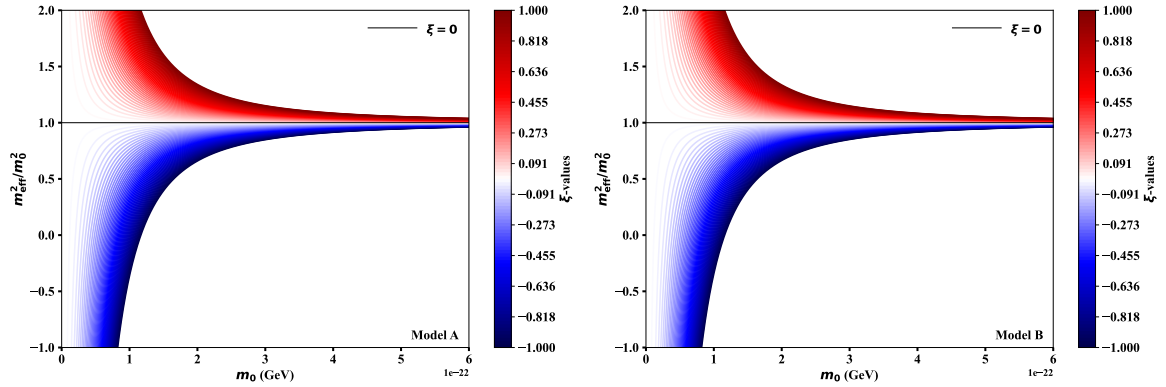 2.0
1.5
1.0
0.5
0.0
−0.5
−1.0
m²eff/m²0
0 1 2 3 4 5 6
m0 (GeV)
1e−22
ξ = 0
Model A
1.000
0.818
0.636
0.455
0.273
0.091
−0.091
−0.273
−0.455
−0.636
−0.818
−1.000
ξ-values
2.0
1.5
1.0
0.5
0.0
−0.5
−1.0
m²eff/m²0
0 1 2 3 4 5 6
m0 (GeV)
1e−22
ξ = 0
Model B
1.000
0.818
0.636
0.455
0.273
0.091
−0.091
−0.273
−0.455
−0.636
−0.818
−1.000
ξ-values